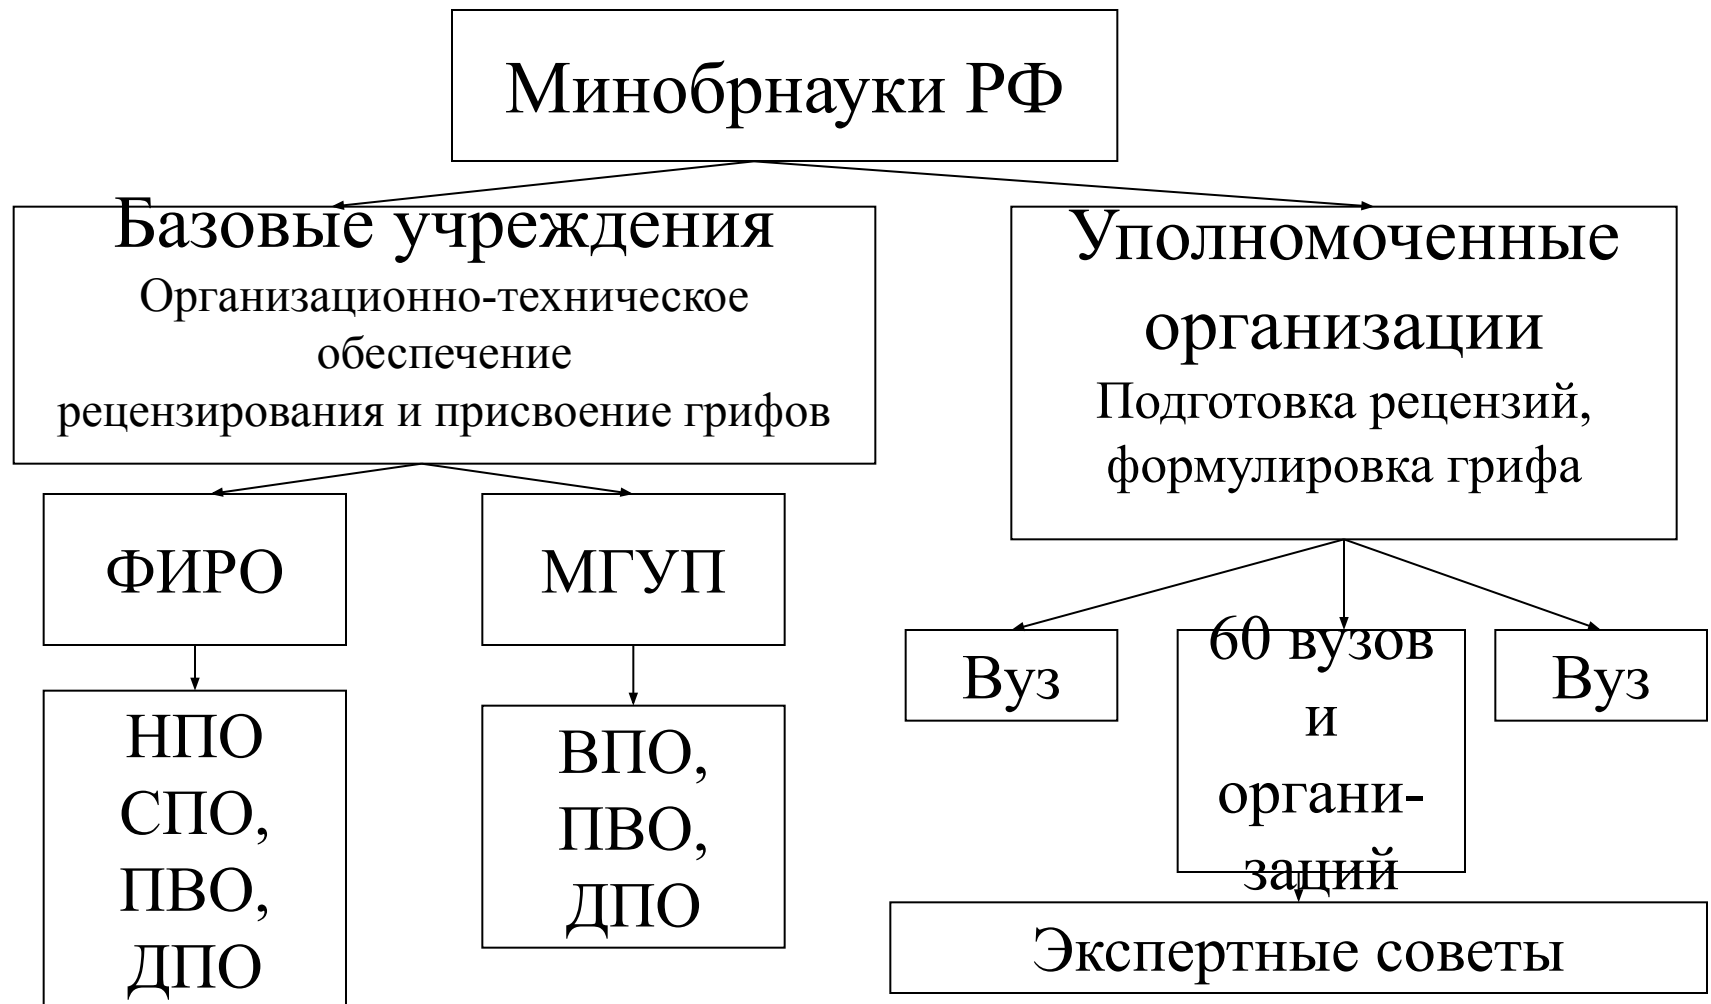 Минобрнауки РФ
Базовые учреждения
Организационно-техническое
обеспечение
рецензирования и присвоение грифов
Уполномоченные
организации
Подготовка рецензий,
формулировка грифа
ФИРО
МГУП
Вуз
60 вузов
и
органи-
заций
Вуз
НПО
СПО,
ПВО,
ДПО
ВПО,
ПВО,
ДПО
Экспертные советы